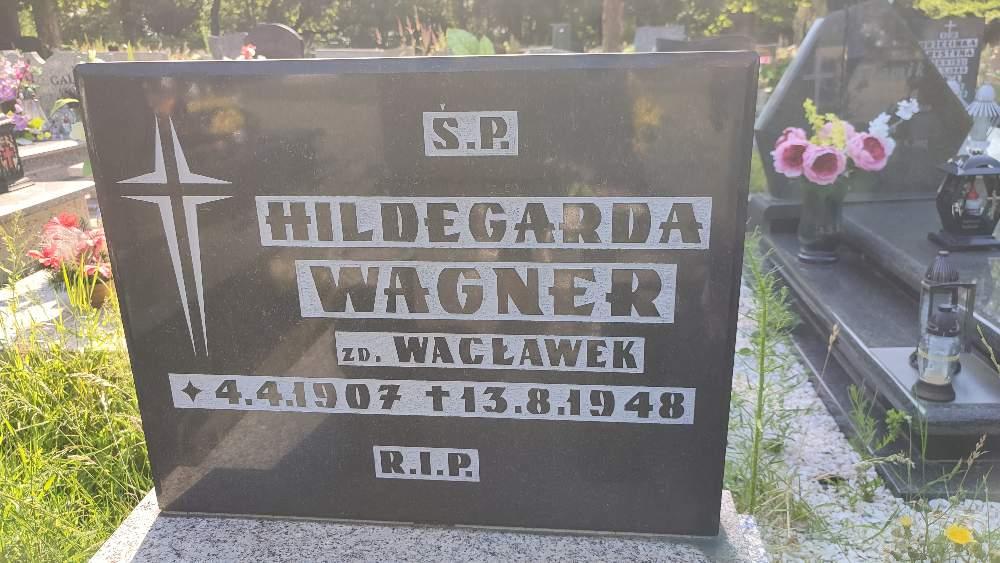 Ś.P.
HILDEGARDA
WAGNER
ZD. WACŁAWEK
✦4.4.1907 ✝13.8.1948
R.I.P.